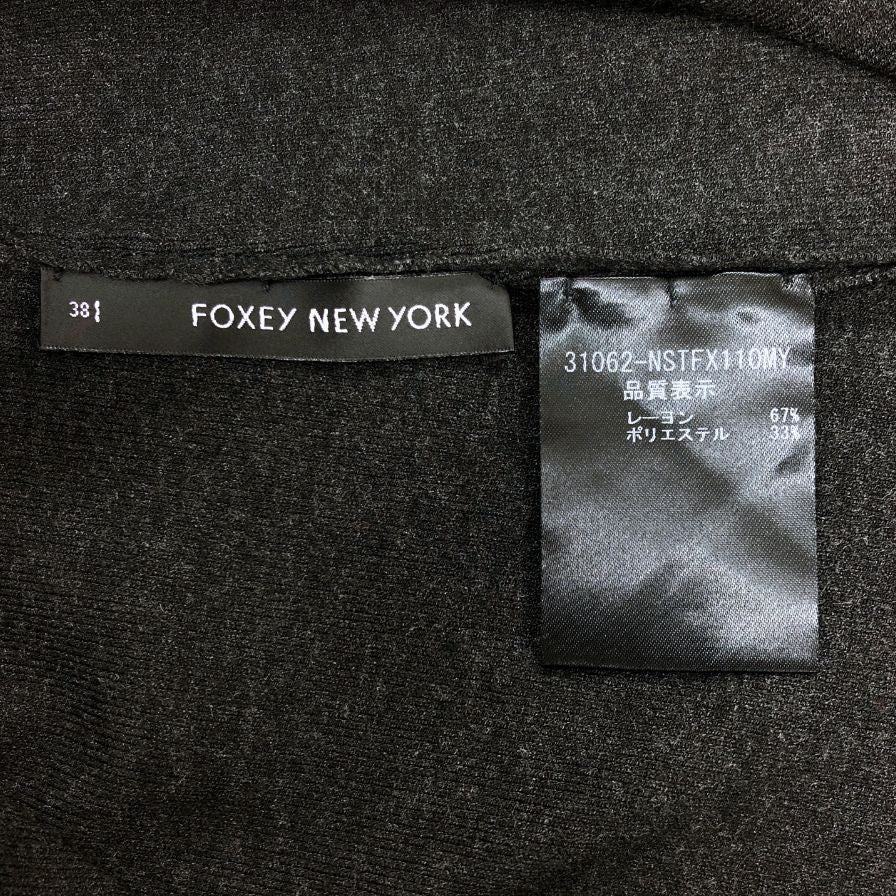 38
FOXEY NEW YORK
31062-NSTFX110MY
品質表示
レーヨン 67%
ポリエステル 33%